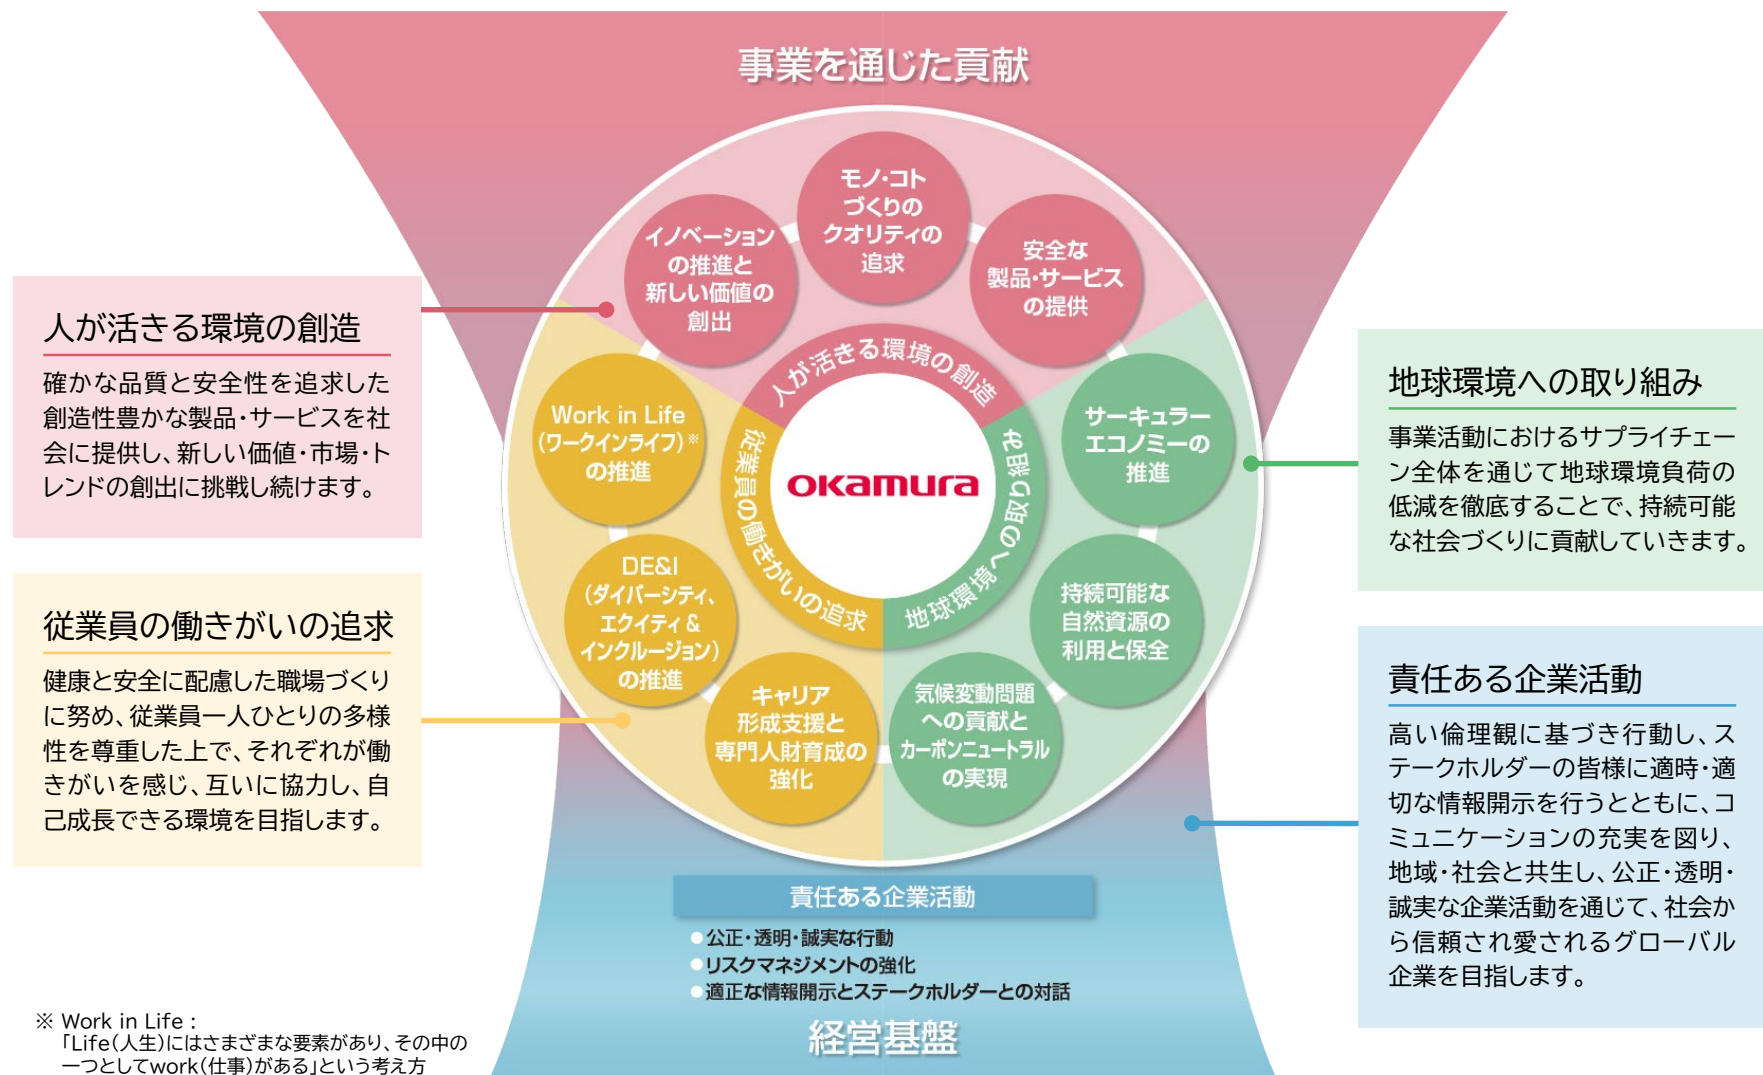 事業を通じた貢献
モノ・コト
づくりの
クオリティの
追求
イノベーション
の推進と
新しい価値の
創出
安全な
製品・サービス
の提供
人が活きる環境の創造
確かな品質と安全性を追求した
創造性豊かな製品・サービスを社
会に提供し、新しい価値・市場・ト
レンドの創出に挑戦し続けます。
従業員の働きがいの追求
健康と安全に配慮した職場づくり
に努め、従業員一人ひとりの多様
性を尊重した上で、それぞれが働
きがいを感じ、互いに協力し、自
己成長できる環境を目指します。
Work in Life
(ワークインライフ)※
の推進
DE&I
(ダイバーシティ、
エクイティ&
インクルージョン)
の推進
キャリア
形成支援と
専門人財育成の
強化
人が活きる環境の創造
従業員の働きがいの追求
地球環境への取り組み
okamura
サーキュラー
エコノミーの
推進
持続可能な
自然資源の
利用と保全
気候変動問題
への貢献と
カーボンニュートラル
の実現
地球環境への取り組み
事業活動におけるサプライチェー
ン全体を通じて地球環境負荷の
低減を徹底することで、持続可能
な社会づくりに貢献していきます。
責任ある企業活動
高い倫理観に基づき行動し、ス
テークホルダーの皆様に適時・適
切な情報開示を行うとともに、コ
ミュニケーションの充実を図り、
地域・社会と共生し、公正・透明・
誠実な企業活動を通じて、社会か
ら信頼され愛されるグローバル
企業を目指します。
責任ある企業活動
●公正・透明・誠実な行動
●リスクマネジメントの強化
●適正な情報開示とステークホルダーとの対話
経営基盤
※ Work in Life :
「Life(人生)にはさまざまな要素があり、その中の
一つとしてwork(仕事)がある」という考え方